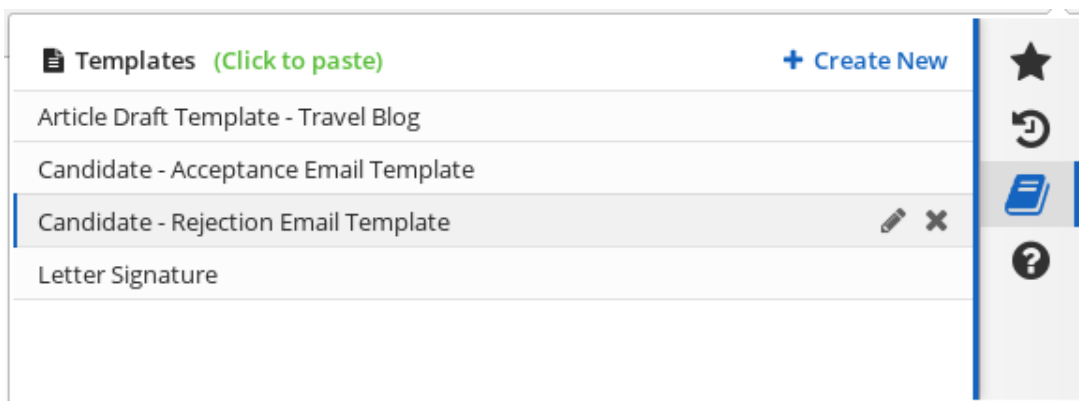 Templates (Click to paste) + Create New
Article Draft Template - Travel Blog
Candidate - Acceptance Email Template
Candidate - Rejection Email Template
Letter Signature